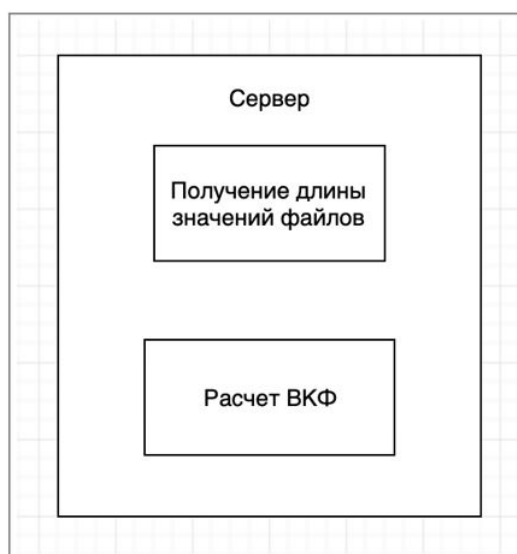 Сервер
Получение длины
значений файлов
Расчет ВКФ